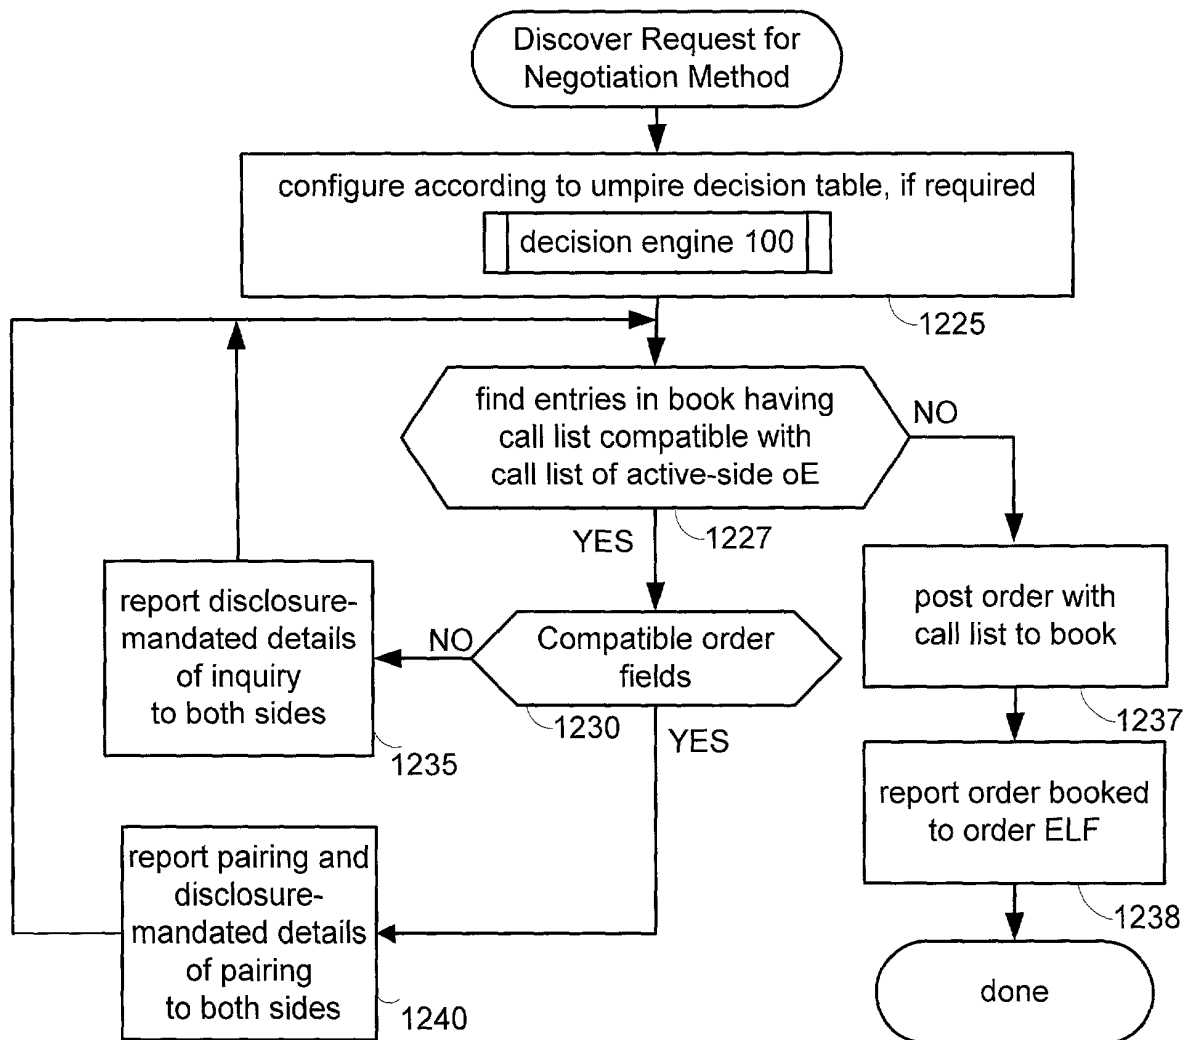 Discover Request for
Negotiation Method
configure according to umpire decision table, if required
decision engine 100
1225
find entries in book having
call list compatible with
call list of active-side oE
NO
1227
YES
report disclosure-
mandated details
of inquiry
to both sides
1235
NO
Compatible order
fields
1230
YES
post order with
call list to book
1237
report order booked
to order ELF
1238
report pairing and
disclosure-
mandated details
of pairing
to both sides
1240
done